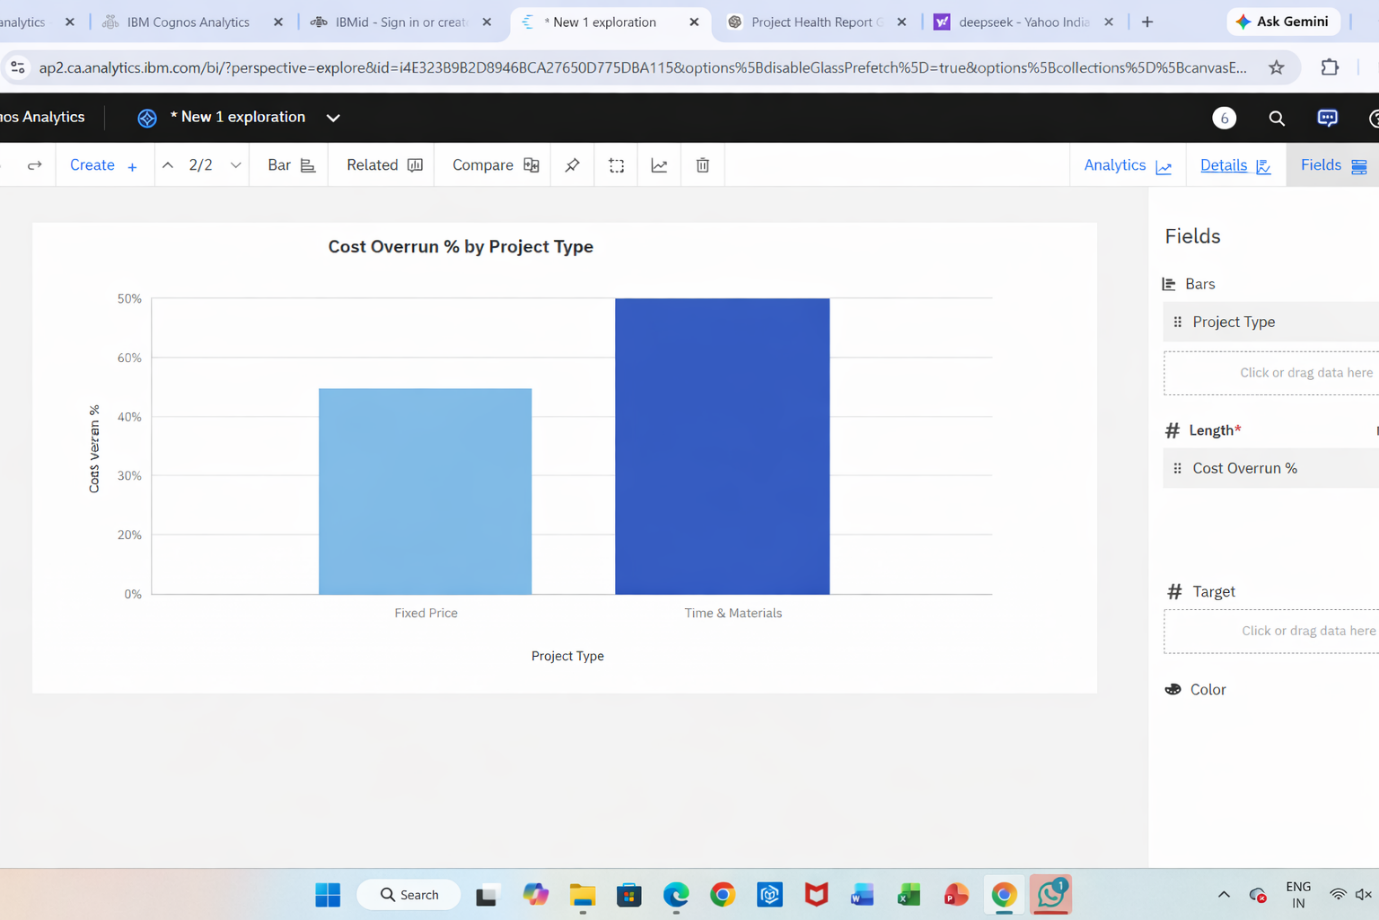 analytics
IBM Cognos Analytics
IBMid - Sign in or create
* New 1 exploration
Project Health Report G
deepseek - Yahoo India
Ask Gemini
ap2.ca.analytics.ibm.com/bi/?perspective=explore&id=i4E323B9B2D8946BCA27650D775DBA115&options%5BdisableGlassPrefetch%5D=true&options%5Bcollections%5D%5BcanvasE...
nos Analytics
* New 1 exploration
6
Create +
2/2
Bar
Related
Compare
Analytics
Details
Fields
Cost Overrun % by Project Type
50%
60%
40%
30%
20%
0%
%
Fixed Price
Time & Materials
Project Type
Fields
Bars
Project Type
Click or drag data here
# Length*
Cost Overrun %
# Target
Click or drag data here
Color
Search
1
ENG
IN